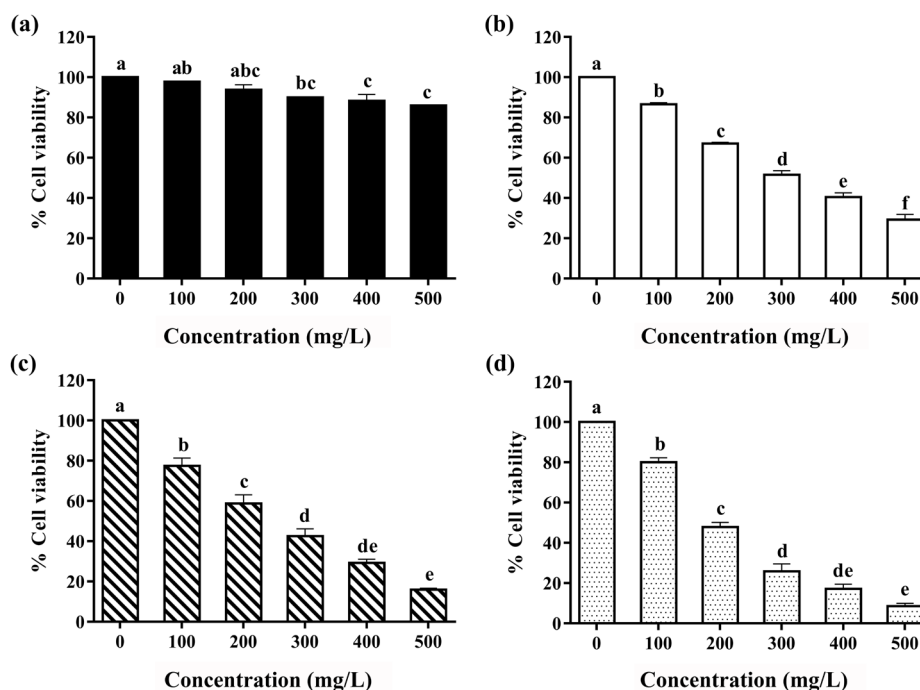 (a)
% Cell viability
120
100
80
60
40
20
0
a
ab
abc
bc
c
c
0 100 200 300 400 500
Concentration (mg/L)
(b)
% Cell viability
120
100
80
60
40
20
0
a
b
c
d
e
f
0 100 200 300 400 500
Concentration (mg/L)
(c)
% Cell viability
120
100
80
60
40
20
0
a
b
c
d
de
e
0 100 200 300 400 500
Concentration (mg/L)
(d)
% Cell viability
120
100
80
60
40
20
0
a
b
c
d
de
e
0 100 200 300 400 500
Concentration (mg/L)